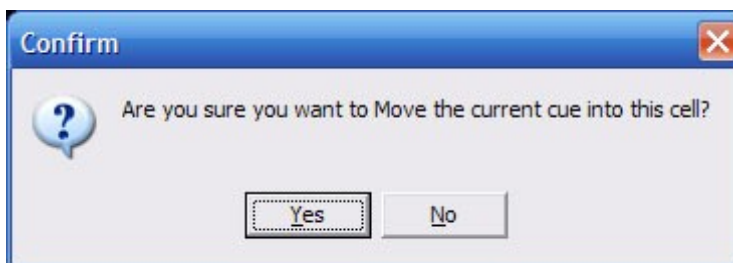 Confirm
Are you sure you want to Move the current cue into this cell?
Yes
No